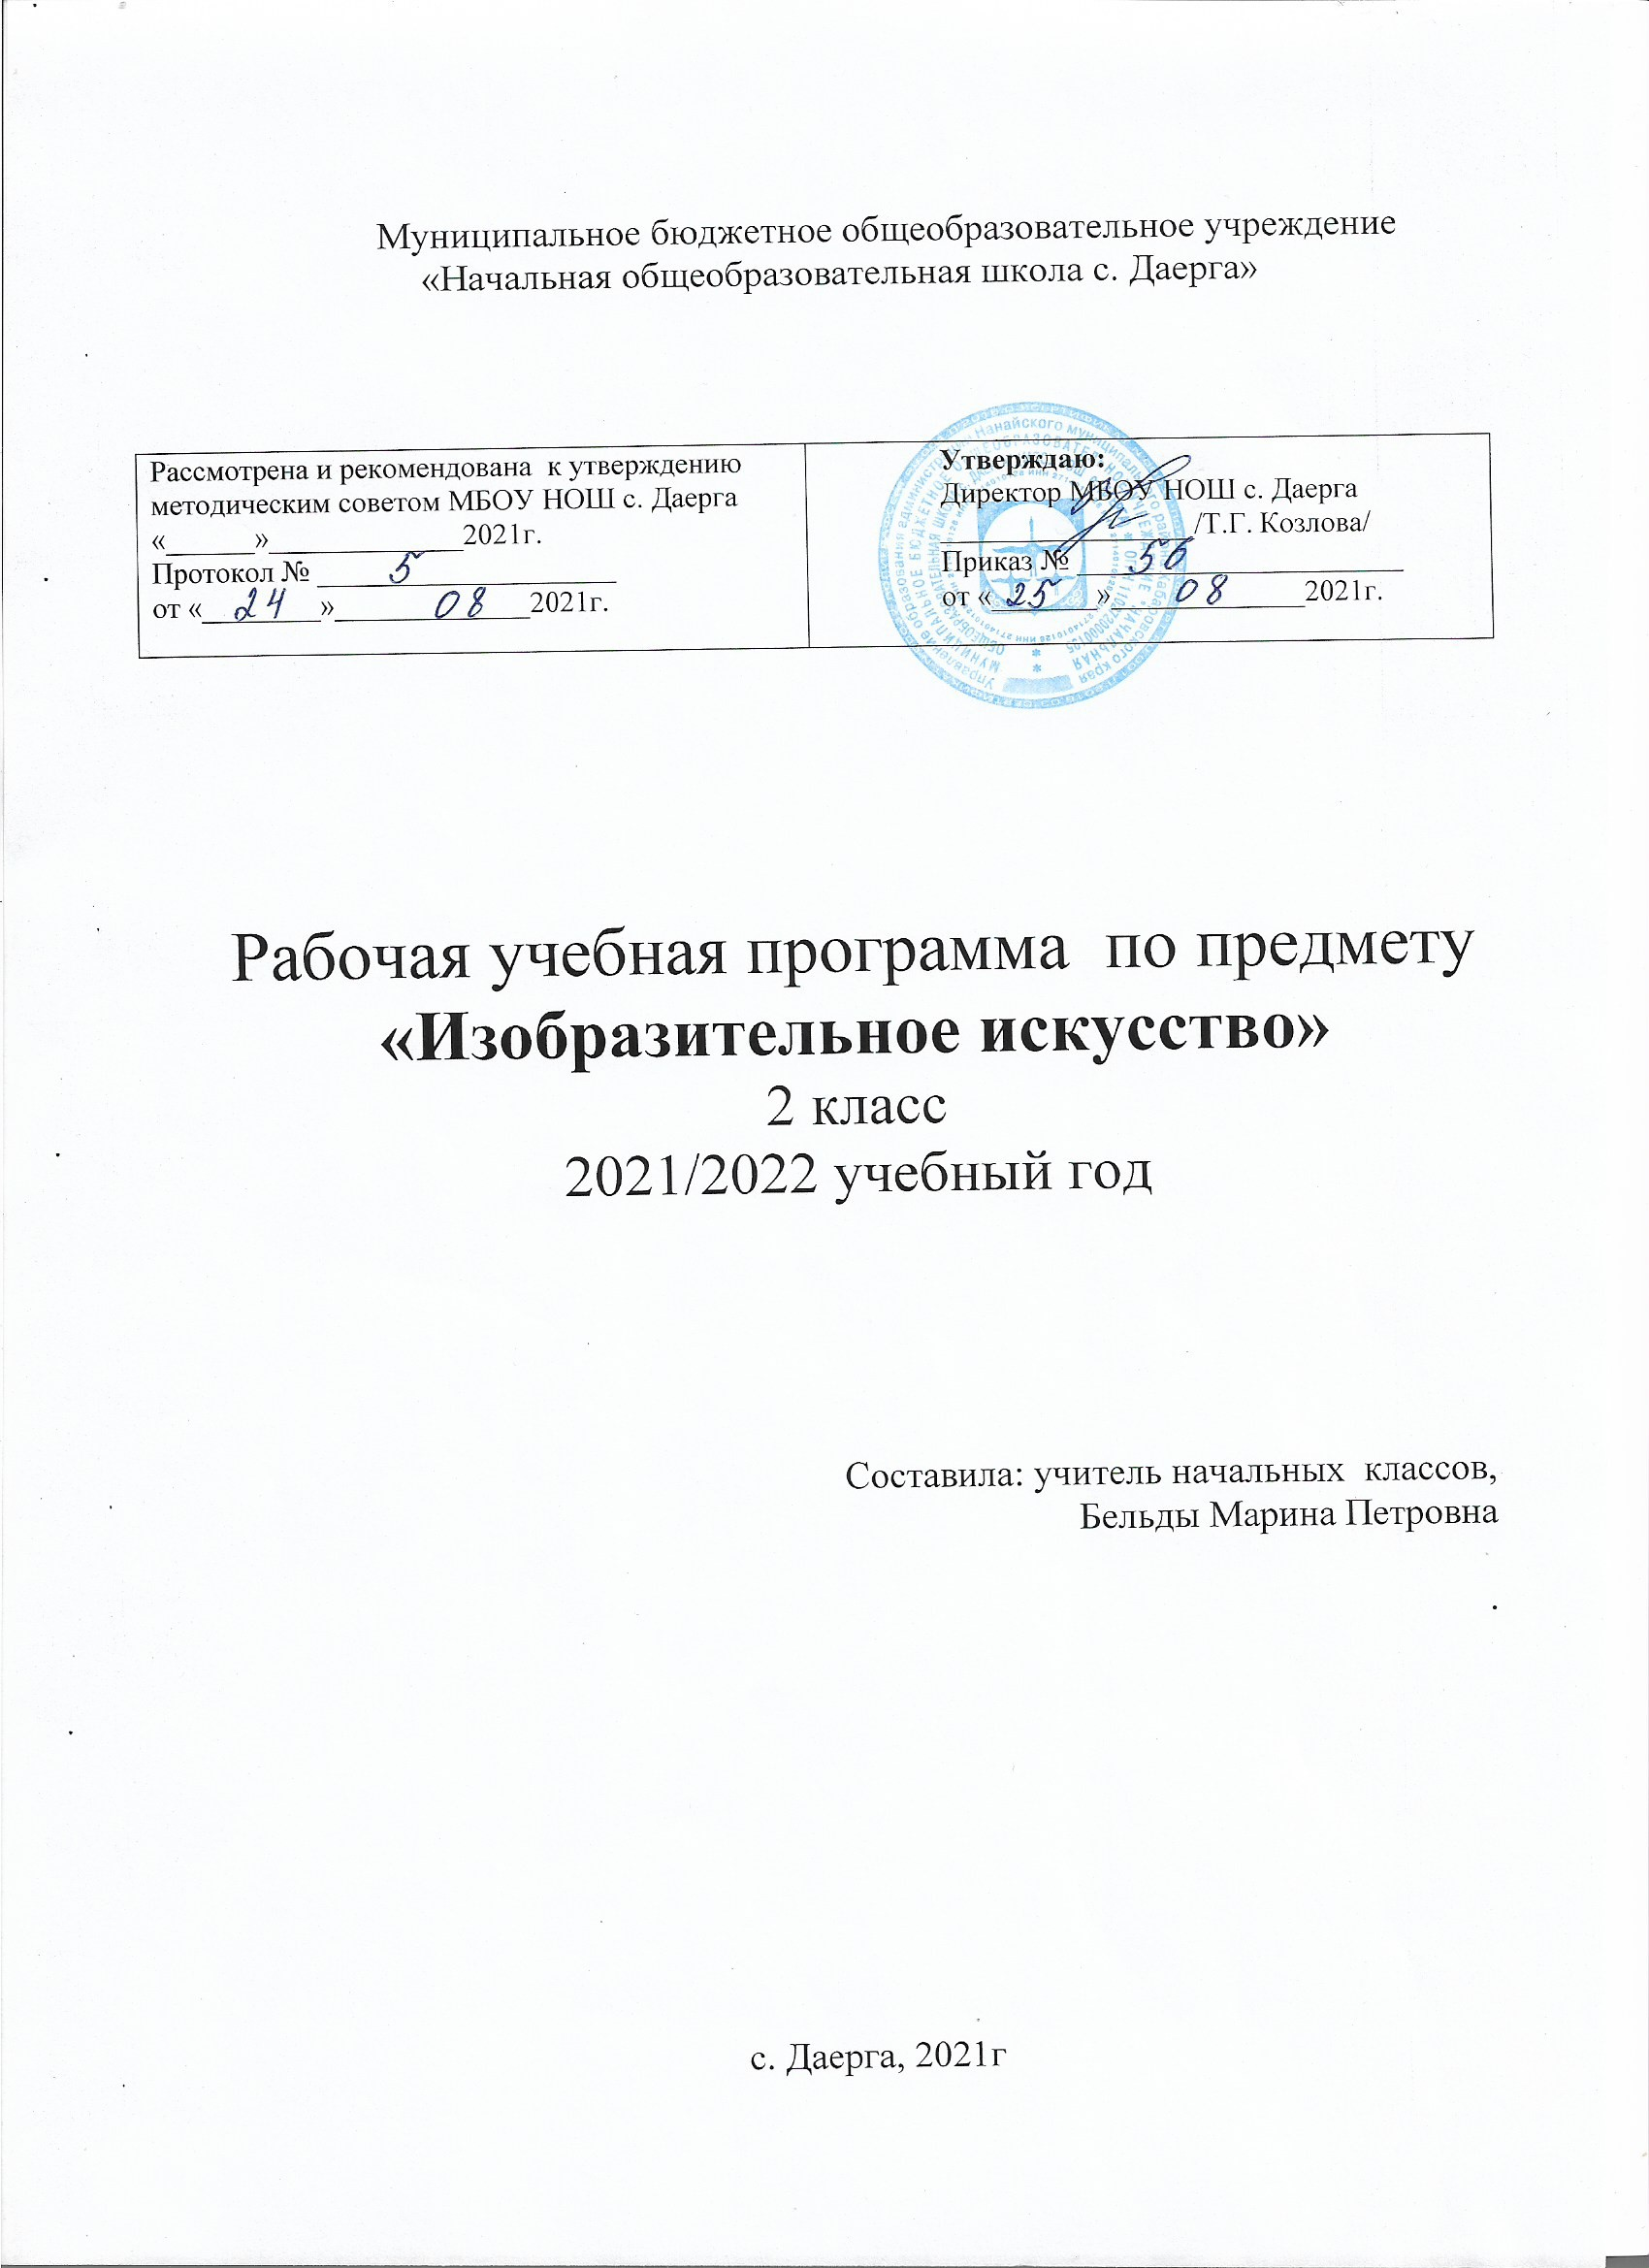 Муниципальное бюджетное общеобразовательное учреждение
«Начальная общеобразовательная школа с. Даерга»
Рассмотрена и рекомендована к утверждению
методическим советом МБОУ НОШ с. Даерга
«______»_____________2021г.
Протокол № 5
от «24»08 2021г.
Утверждаю:
Директор МБОУ НОШ с. Даерга
/Т.Г. Козлова/
Приказ № 56
от «25»08 2021г.
Рабочая учебная программа по предмету
«Изобразительное искусство»
2 класс
2021/2022 учебный год
Составила: учитель начальных классов,
Бельды Марина Петровна
с. Даерга, 2021г